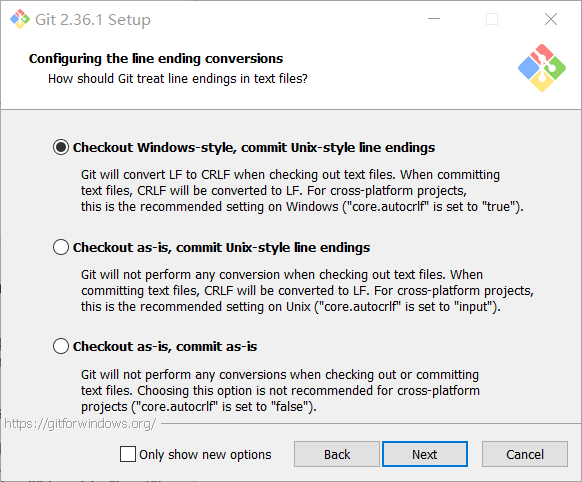 Git 2.36.1 Setup
Configuring the line ending conversions
How should Git treat line endings in text files?
Checkout Windows-style, commit Unix-style line endings
Git will convert LF to CRLF when checking out text files. When committing
text files, CRLF will be converted to LF. For cross-platform projects,
this is the recommended setting on Windows ("core.autocrlf" is set to "true").
Checkout as-is, commit Unix-style line endings
Git will not perform any conversion when checking out text files. When
committing text files, CRLF will be converted to LF. For cross-platform projects,
this is the recommended setting on Unix ("core.autocrlf" is set to "input").
Checkout as-is, commit as-is
Git will not perform any conversions when checking out or committing
text files. Choosing this option is not recommended for cross-platform
projects ("core.autocrlf" is set to "false").
https://gitforwindows.org/
Only show new options
Back
Next
Cancel